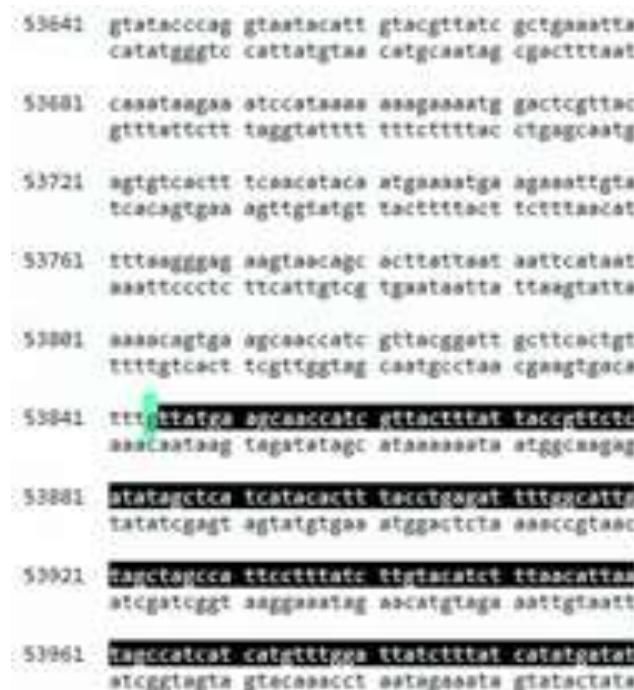 53641 gtatacccag gtaatacatt gtacgttatc gctgaaatta
catatgggtc cattatgtaa catgcaatag cgactttaat
53681 caaataagaa atccataaaa aaagaaaatg gactcgttac
gtttattctt taggtatttt tttcttttac ctgagcaatg
53721 agtgtcactt tcaacataca atgaaaatga agaaattgta
tcacagtgaa agttgtatgt tacttttact tctttaacat
53761 tttaagggag aagtaacagc acttattaat aattcataat
aaattccctc ttcattgtcg tgaataatta ttaagtatta
53801 aaaacagtga agcaaccatc gttacggatt gcttcactgt
ttttgtcact tcgttggtag caatgcctaa cgaagtgaca
53841 tttgttatga agcaaccatc gttactttat taccgttctc
aaacaataag tagatatagc ataaaaaata atggcaagag
53881 atatagctca tcatacactt tacctgagat tttggcattg
tatatcgagt agtatgtgaa atggactcta aaaccgtaac
53921 tagctagcca ttcctttatc ttgtacatct ttaacattaa
atcgatcggt aaggaaatag aacatgtaga aattgtaatt
53961 tagccatcat catgtttgga ttatctttat catatgatat
atcggtagta gtacaaacct aatagaaata gtatactata